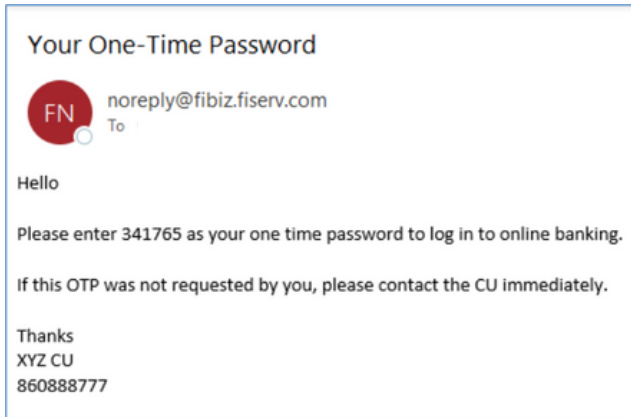 Your One-Time Password
FN
noreply@fibiz.fiserv.com
To
Hello
Please enter 341765 as your one time password to log in to online banking.
If this OTP was not requested by you, please contact the CU immediately.
Thanks
XYZ CU
860888777